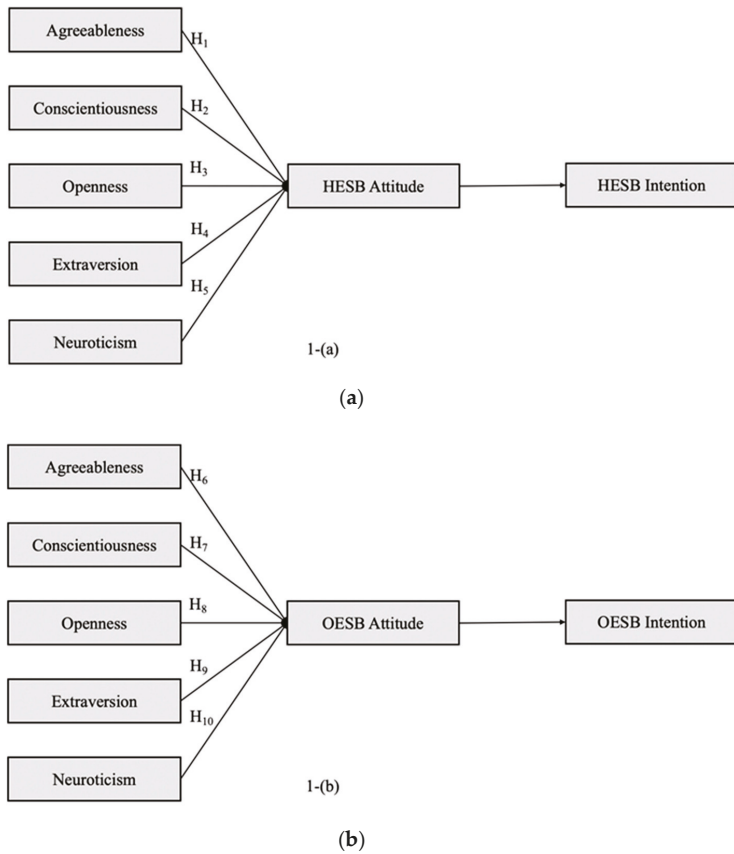 Agreeableness
H₁
Conscientiousness
H₂
Openness
H₃
HESB Attitude
HESB Intention
H₄
Extraversion
H₅
Neuroticism
1-(a)
(a)
Agreeableness
H₆
Conscientiousness
H₇
Openness
H₈
OESB Attitude
OESB Intention
H₉
Extraversion
H₁₀
Neuroticism
1-(b)
(b)